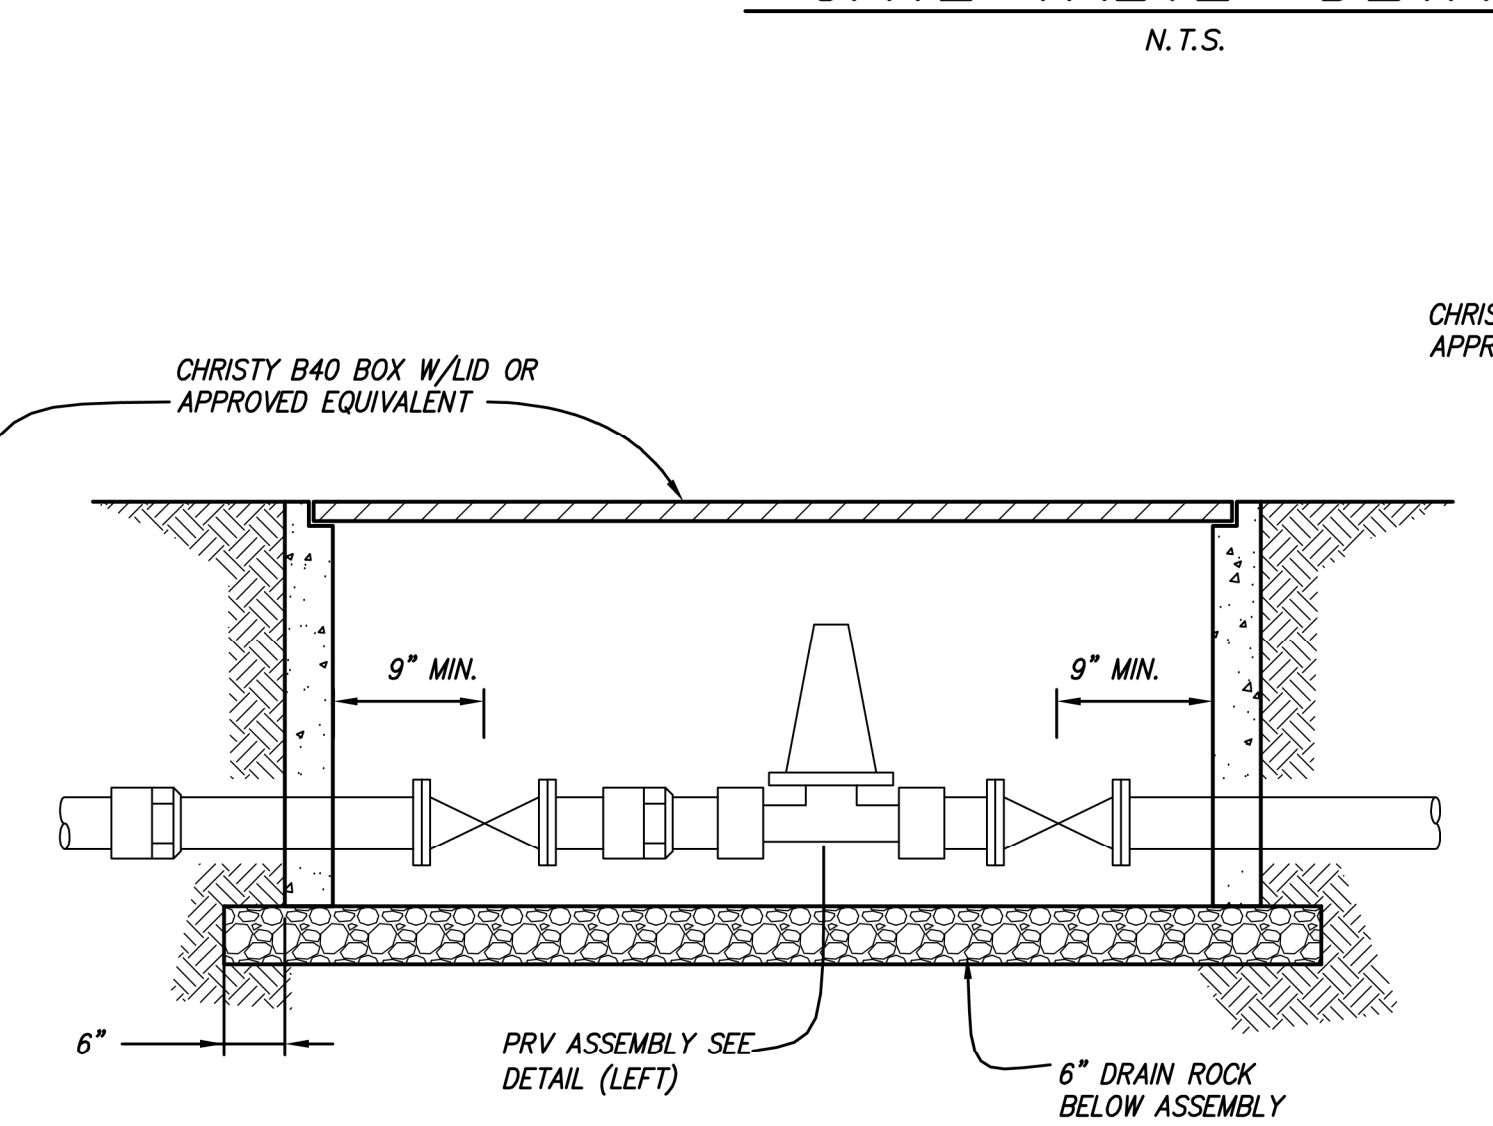 N.T.S.
CHRISTY B40 BOX W/LID OR
APPROVED EQUIVALENT
9" MIN.
9" MIN.
6"
PRV ASSEMBLY SEE
DETAIL (LEFT)
6" DRAIN ROCK
BELOW ASSEMBLY